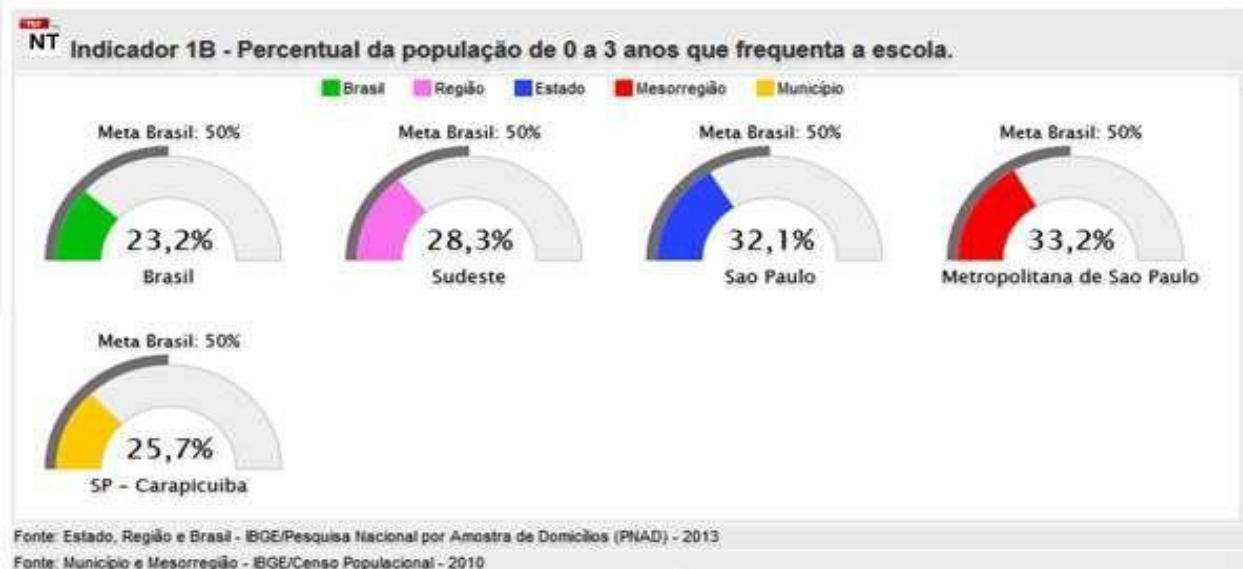 NT
Indicador 1B - Percentual da população de 0 a 3 anos que frequenta a escola.
Brasil Região Estado Mesorregião Município
Meta Brasil: 50% Meta Brasil: 50% Meta Brasil: 50% Meta Brasil: 50%
23,2% 28,3% 32,1% 33,2%
Brasil Sudeste Sao Paulo Metropolitana de Sao Paulo
Meta Brasil: 50%
25,7%
SP - Carapicuiba
Fonte: Estado, Região e Brasil - IBGE/Pesquisa Nacional por Amostra de Domicílios (PNAD) - 2013
Fonte: Município e Mesorregião - IBGE/Censo Populacional - 2010